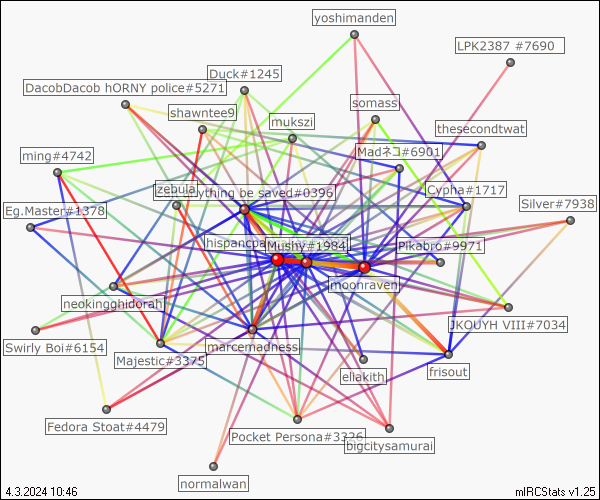 yoshimanden
LPK2387 #7690
Duck#1245
DacobDacob hORNY police#5271
somass
shawntee9
mukszi
thesecondtwat
Madネコ#6901
ming#4742
zebula
anything be saved#0396
Cypha#1717
Silver#7938
Eg.Master#1378
Mushy#1984
Pikabro#9971
moonraven
neokingghidorah
JKOUYH VIII#7034
Swirly Boi#6154
Majestic#3375
marcemadness
eliakith
frisout
Fedora Stoat#4479
Pocket Persona#3326
bigcitysamurai
normalwan
4.3.2024 10:46
mIRCStats v1.25